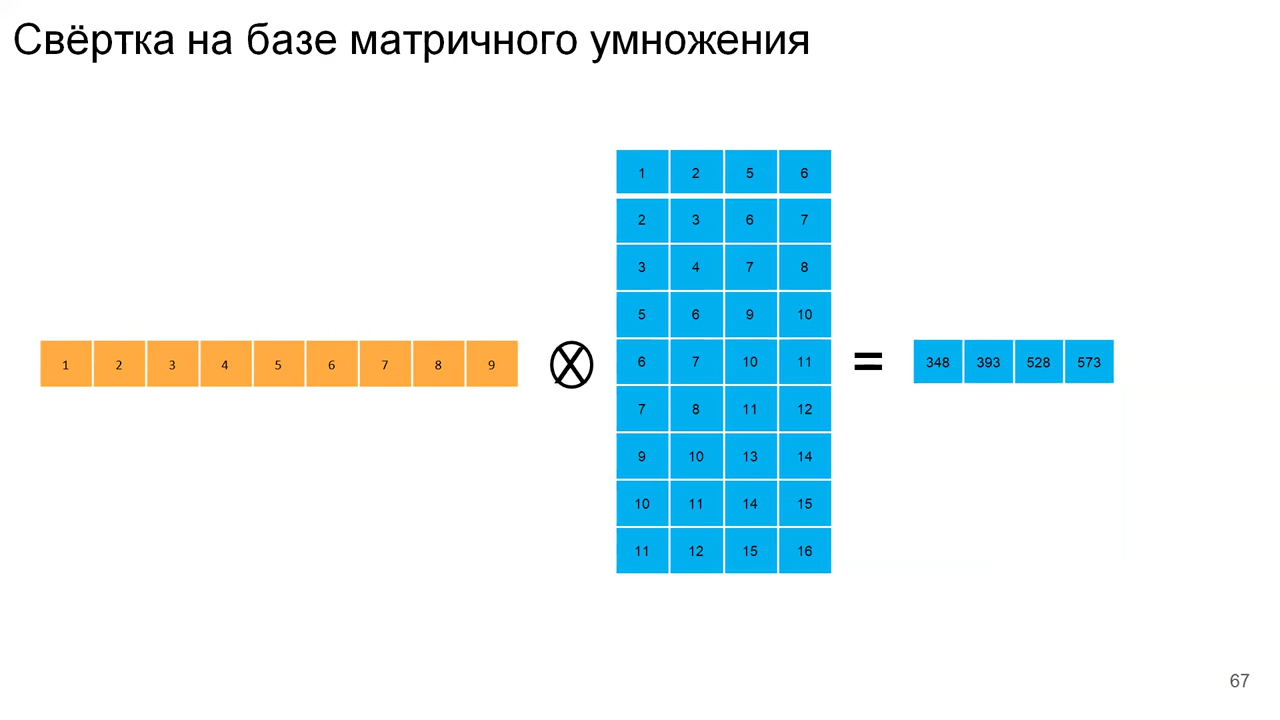 Свёртка на базе матричного умножения
1 2 5 6
2 3 6 7
3 4 7 8
5 6 9 10
1 2 3 4 5 6 7 8 9 ⊗ 6 7 10 11 = 348 393 528 573
7 8 11 12
9 10 13 14
10 11 14 15
11 12 15 16
67